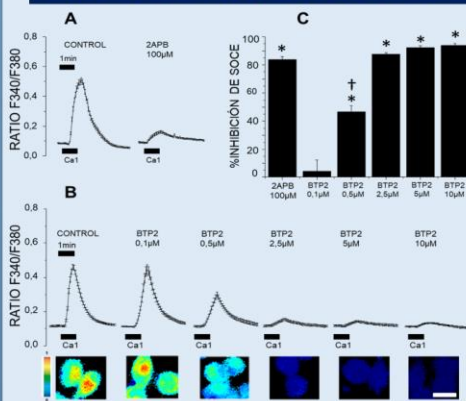 A
CONTROL
1min
2APB
100µM
RATIO F340/F380
0,8
0,6
0,4
0,2
0,0
Ca1
Ca1
C
%INHIBICIÓN DE SOCE
100
80
60
40
20
0
*
†
*
*
*
*
2APB
100µM
BTP2
0,1µM
BTP2
0,5µM
BTP2
2,5µM
BTP2
5µM
BTP2
10µM
B
RATIO F340/F380
0,8
0,6
0,4
0,2
0,0
CONTROL
1min
BTP2
0,1µM
BTP2
0,5µM
BTP2
2,5µM
BTP2
5µM
BTP2
10µM
Ca1
Ca1
Ca1
Ca1
Ca1
Ca1